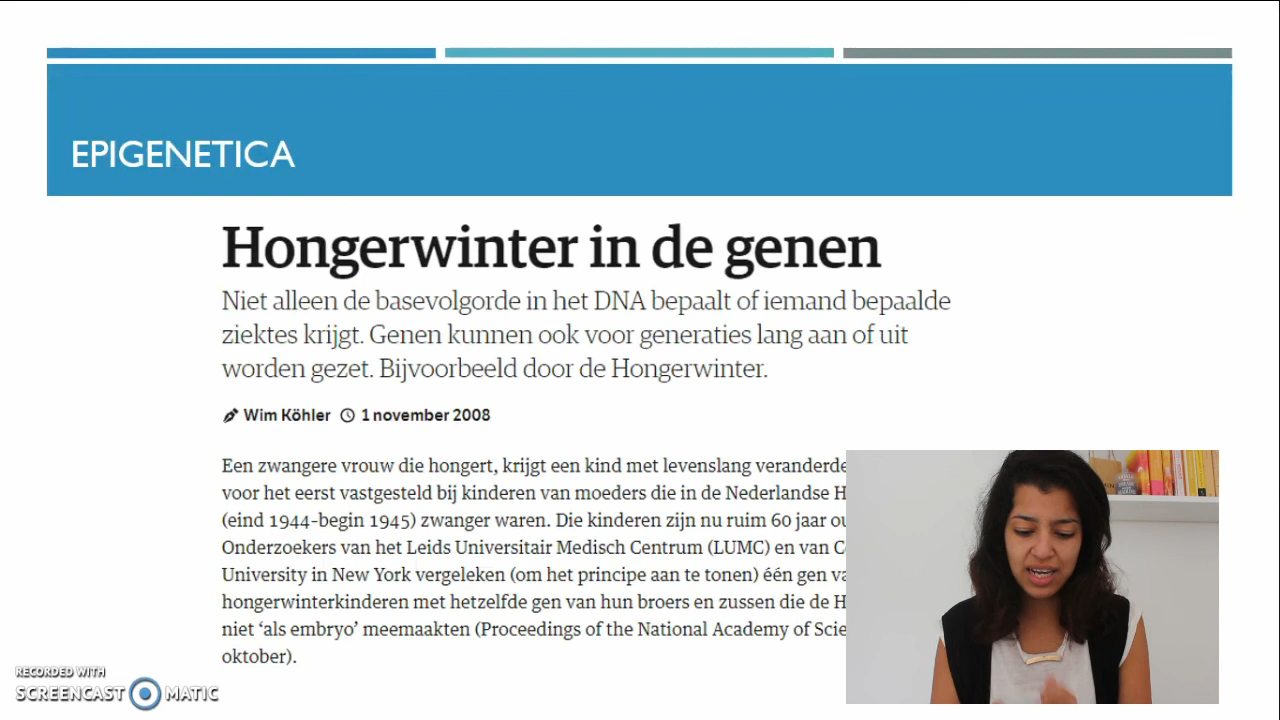 EPIGENETICA
Hongerwinter in de genen
Niet alleen de basevolgorde in het DNA bepaalt of iemand bepaalde
ziektes krijgt. Genen kunnen ook voor generaties lang aan of uit
worden gezet. Bijvoorbeeld door de Hongerwinter.
Wim Köhler 1 november 2008
Een zwangere vrouw die hongert, krijgt een kind met levenslang veranderde
voor het eerst vastgesteld bij kinderen van moeders die in de Nederlandse H
(eind 1944-begin 1945) zwanger waren. Die kinderen zijn nu ruim 60 jaar ou
Onderzoekers van het Leids Universitair Medisch Centrum (LUMC) en van C
University in New York vergeleken (om het principe aan te tonen) één gen va
hongerwinterkinderen met hetzelfde gen van hun broers en zussen die de H
niet ‘als embryo’ meemaakten (Proceedings of the National Academy of Scie
oktober).
RECORDED WITH
SCREENCAST MATIC